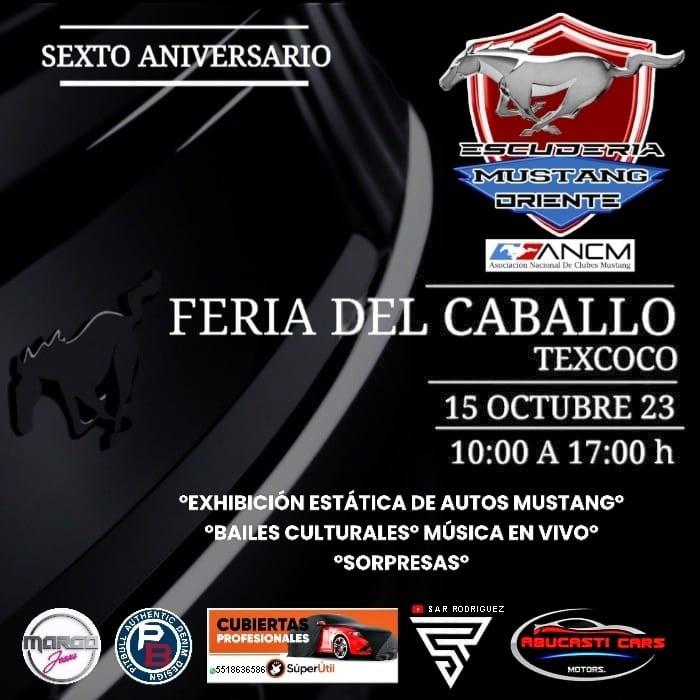 SEXTO ANIVERSARIO
ESCUDERIA
MUSTANG
ORIENTE
ANCM
Asociación Nacional De Clubes Mustang
FERIA DEL CABALLO
TEXCOCO
15 OCTUBRE 23
10:00 A 17:00 h
°EXHIBICIÓN ESTÁTICA DE AUTOS MUSTANG°
°BAILES CULTURALES° MÚSICA EN VIVO°
°SORPRESAS°
MARGO
Jeans
PITBULL AUTHENTIC DENIM DESIGN
PB
CUBIERTAS
PROFESIONALES
5518636586
SúperÚtil
SAR RODRIGUEZ
ABUCASTI CARS
MOTORS.